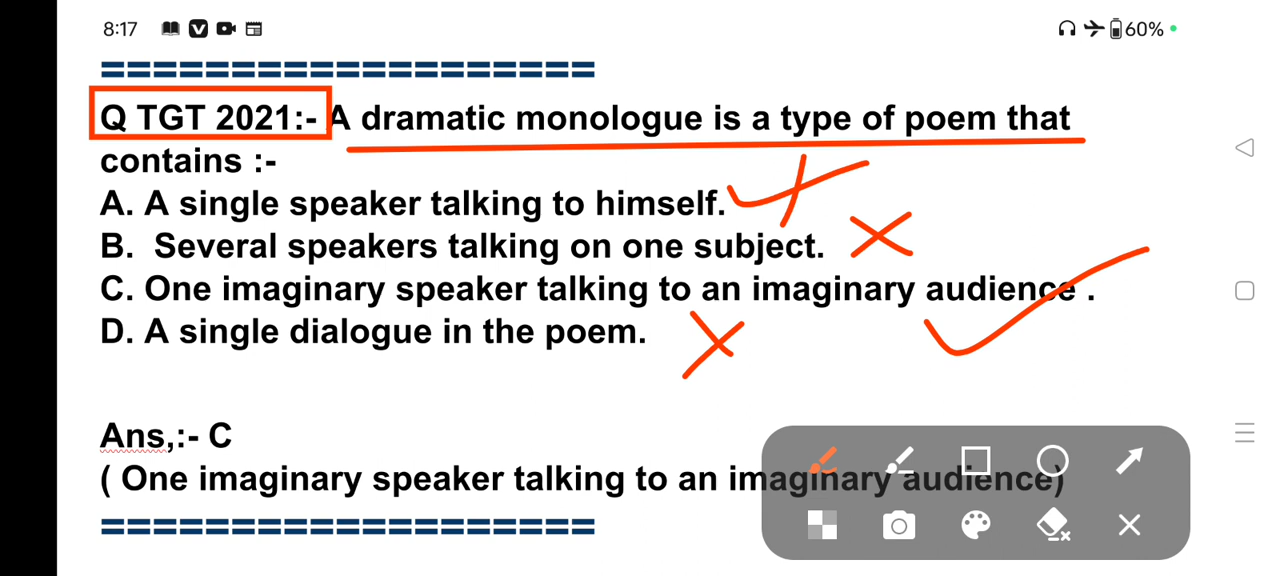 8:17
60%
====================
Q TGT 2021:- A dramatic monologue is a type of poem that
contains :-
A. A single speaker talking to himself.
B. Several speakers talking on one subject.
C. One imaginary speaker talking to an imaginary audience .
D. A single dialogue in the poem.
Ans,:- C
( One imaginary speaker talking to an imaginary audience)
====================